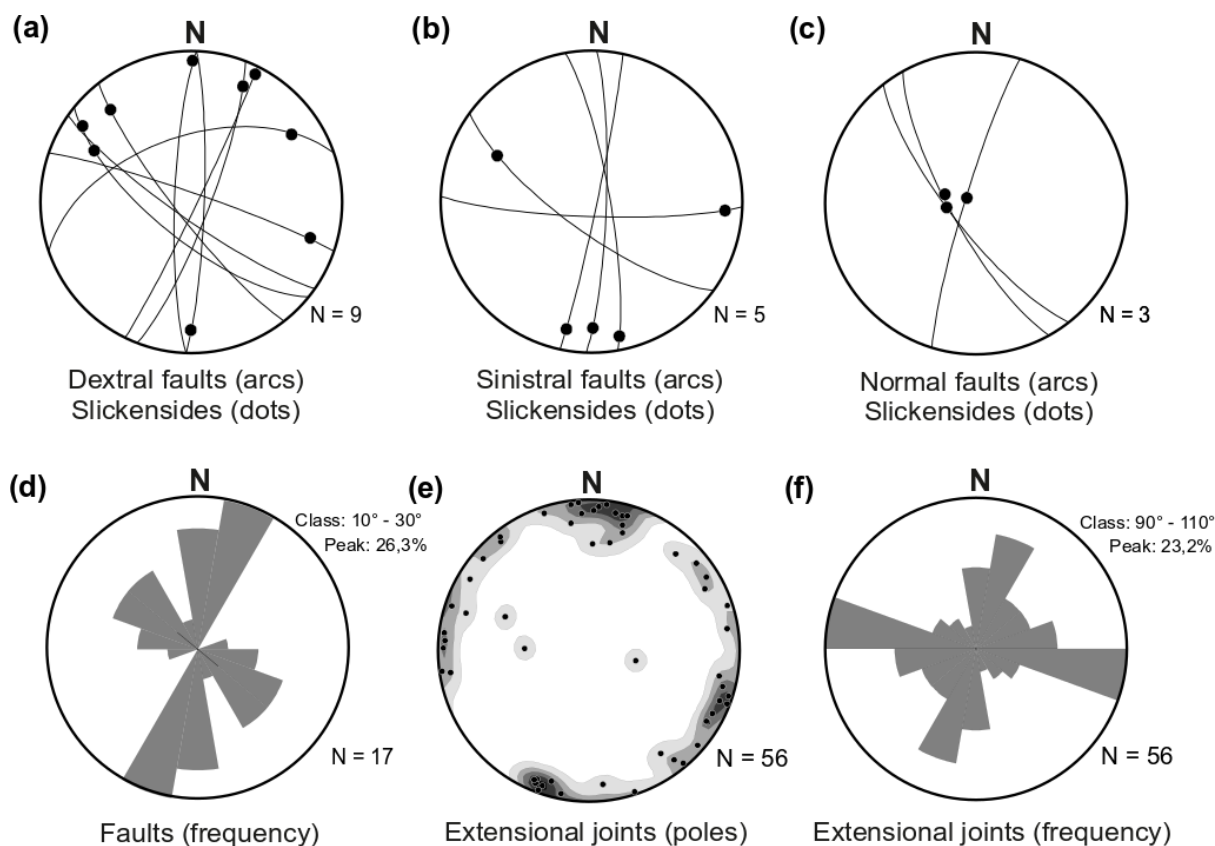 (a)
N
N = 9
Dextral faults (arcs)
Slickensides (dots)
(b)
N
N = 5
Sinistral faults (arcs)
Slickensides (dots)
(c)
N
N = 3
Normal faults (arcs)
Slickensides (dots)
(d)
N
Class: 10° - 30°
Peak: 26,3%
N = 17
Faults (frequency)
(e)
N
N = 56
Extensional joints (poles)
(f)
N
Class: 90° - 110°
Peak: 23,2%
N = 56
Extensional joints (frequency)